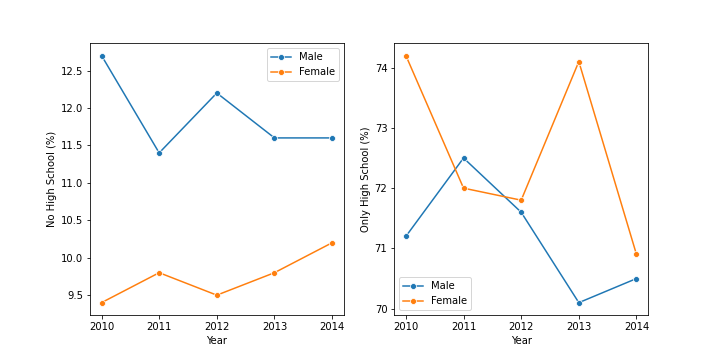 No High School (%)
12.5
12.0
11.5
11.0
10.5
10.0
9.5
2010 2011 2012 2013 2014
Year
Male
Female
Only High School (%)
74
73
72
71
70
2010 2011 2012 2013 2014
Year
Male
Female